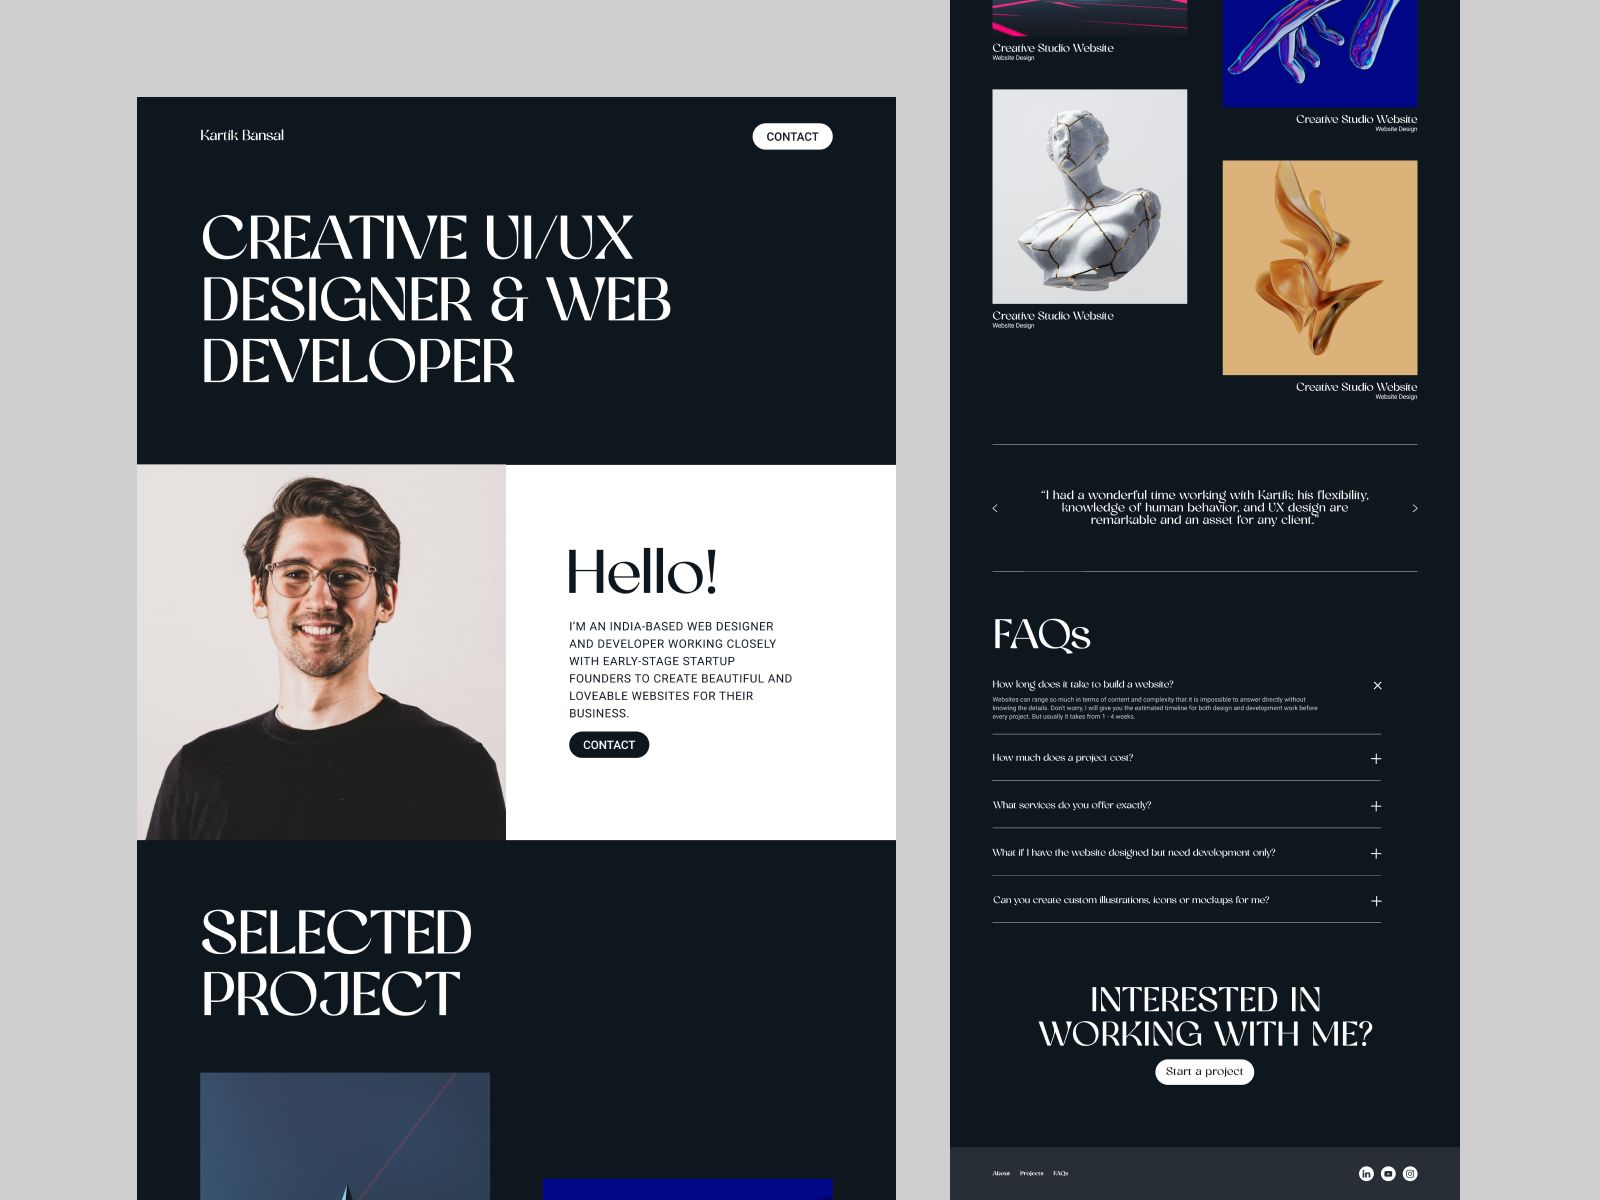 Kartik Bansal
CONTACT
CREATIVE UI/UX
DESIGNER & WEB
DEVELOPER
Hello!
I'M AN INDIA-BASED WEB DESIGNER
AND DEVELOPER WORKING CLOSELY
WITH EARLY-STAGE STARTUP
FOUNDERS TO CREATE BEAUTIFUL AND
LOVEABLE WEBSITES FOR THEIR
BUSINESS.
CONTACT
SELECTED
PROJECT
Creative Studio Website
Website Design
Creative Studio Website
Website Design
Creative Studio Website
Website Design
Creative Studio Website
Website Design
“I had a wonderful time working with Kartik; his flexibility,
knowledge of human behavior, and UX design are
remarkable and an asset for any client.”
FAQs
How long does it take to build a website?
Websites can range so much in terms of content and complexity that it is impossible to answer directly without
knowing the details. Don't worry, I will give you the estimated timeline for both design and development work before
every project. But usually it takes from 1 - 4 weeks.
How much does a project cost?
What services do you offer exactly?
What if I have the website designed but need development only?
Can you create custom illustrations, icons or mockups for me?
INTERESTED IN
WORKING WITH ME?
Start a project
About Projects FAQs